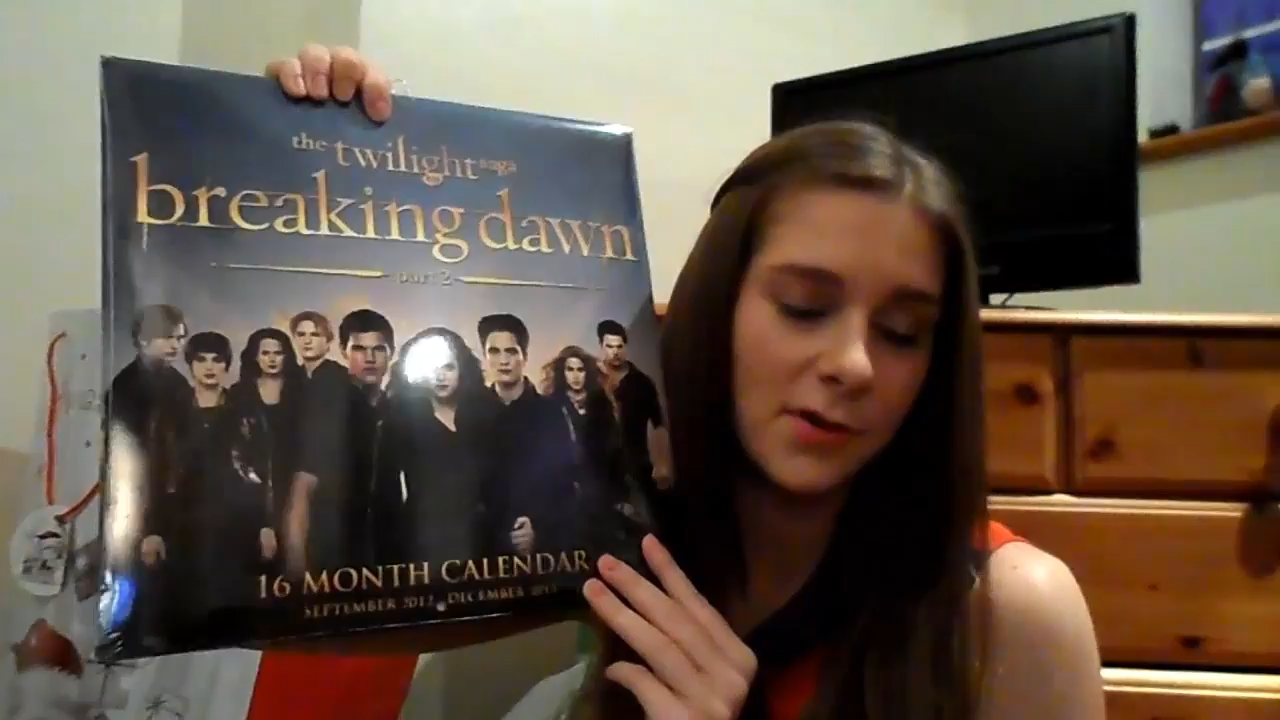 the twilight saga
breaking dawn
part 2
16 MONTH CALENDAR
SEPTEMBER 2012 - DECEMBER 2013